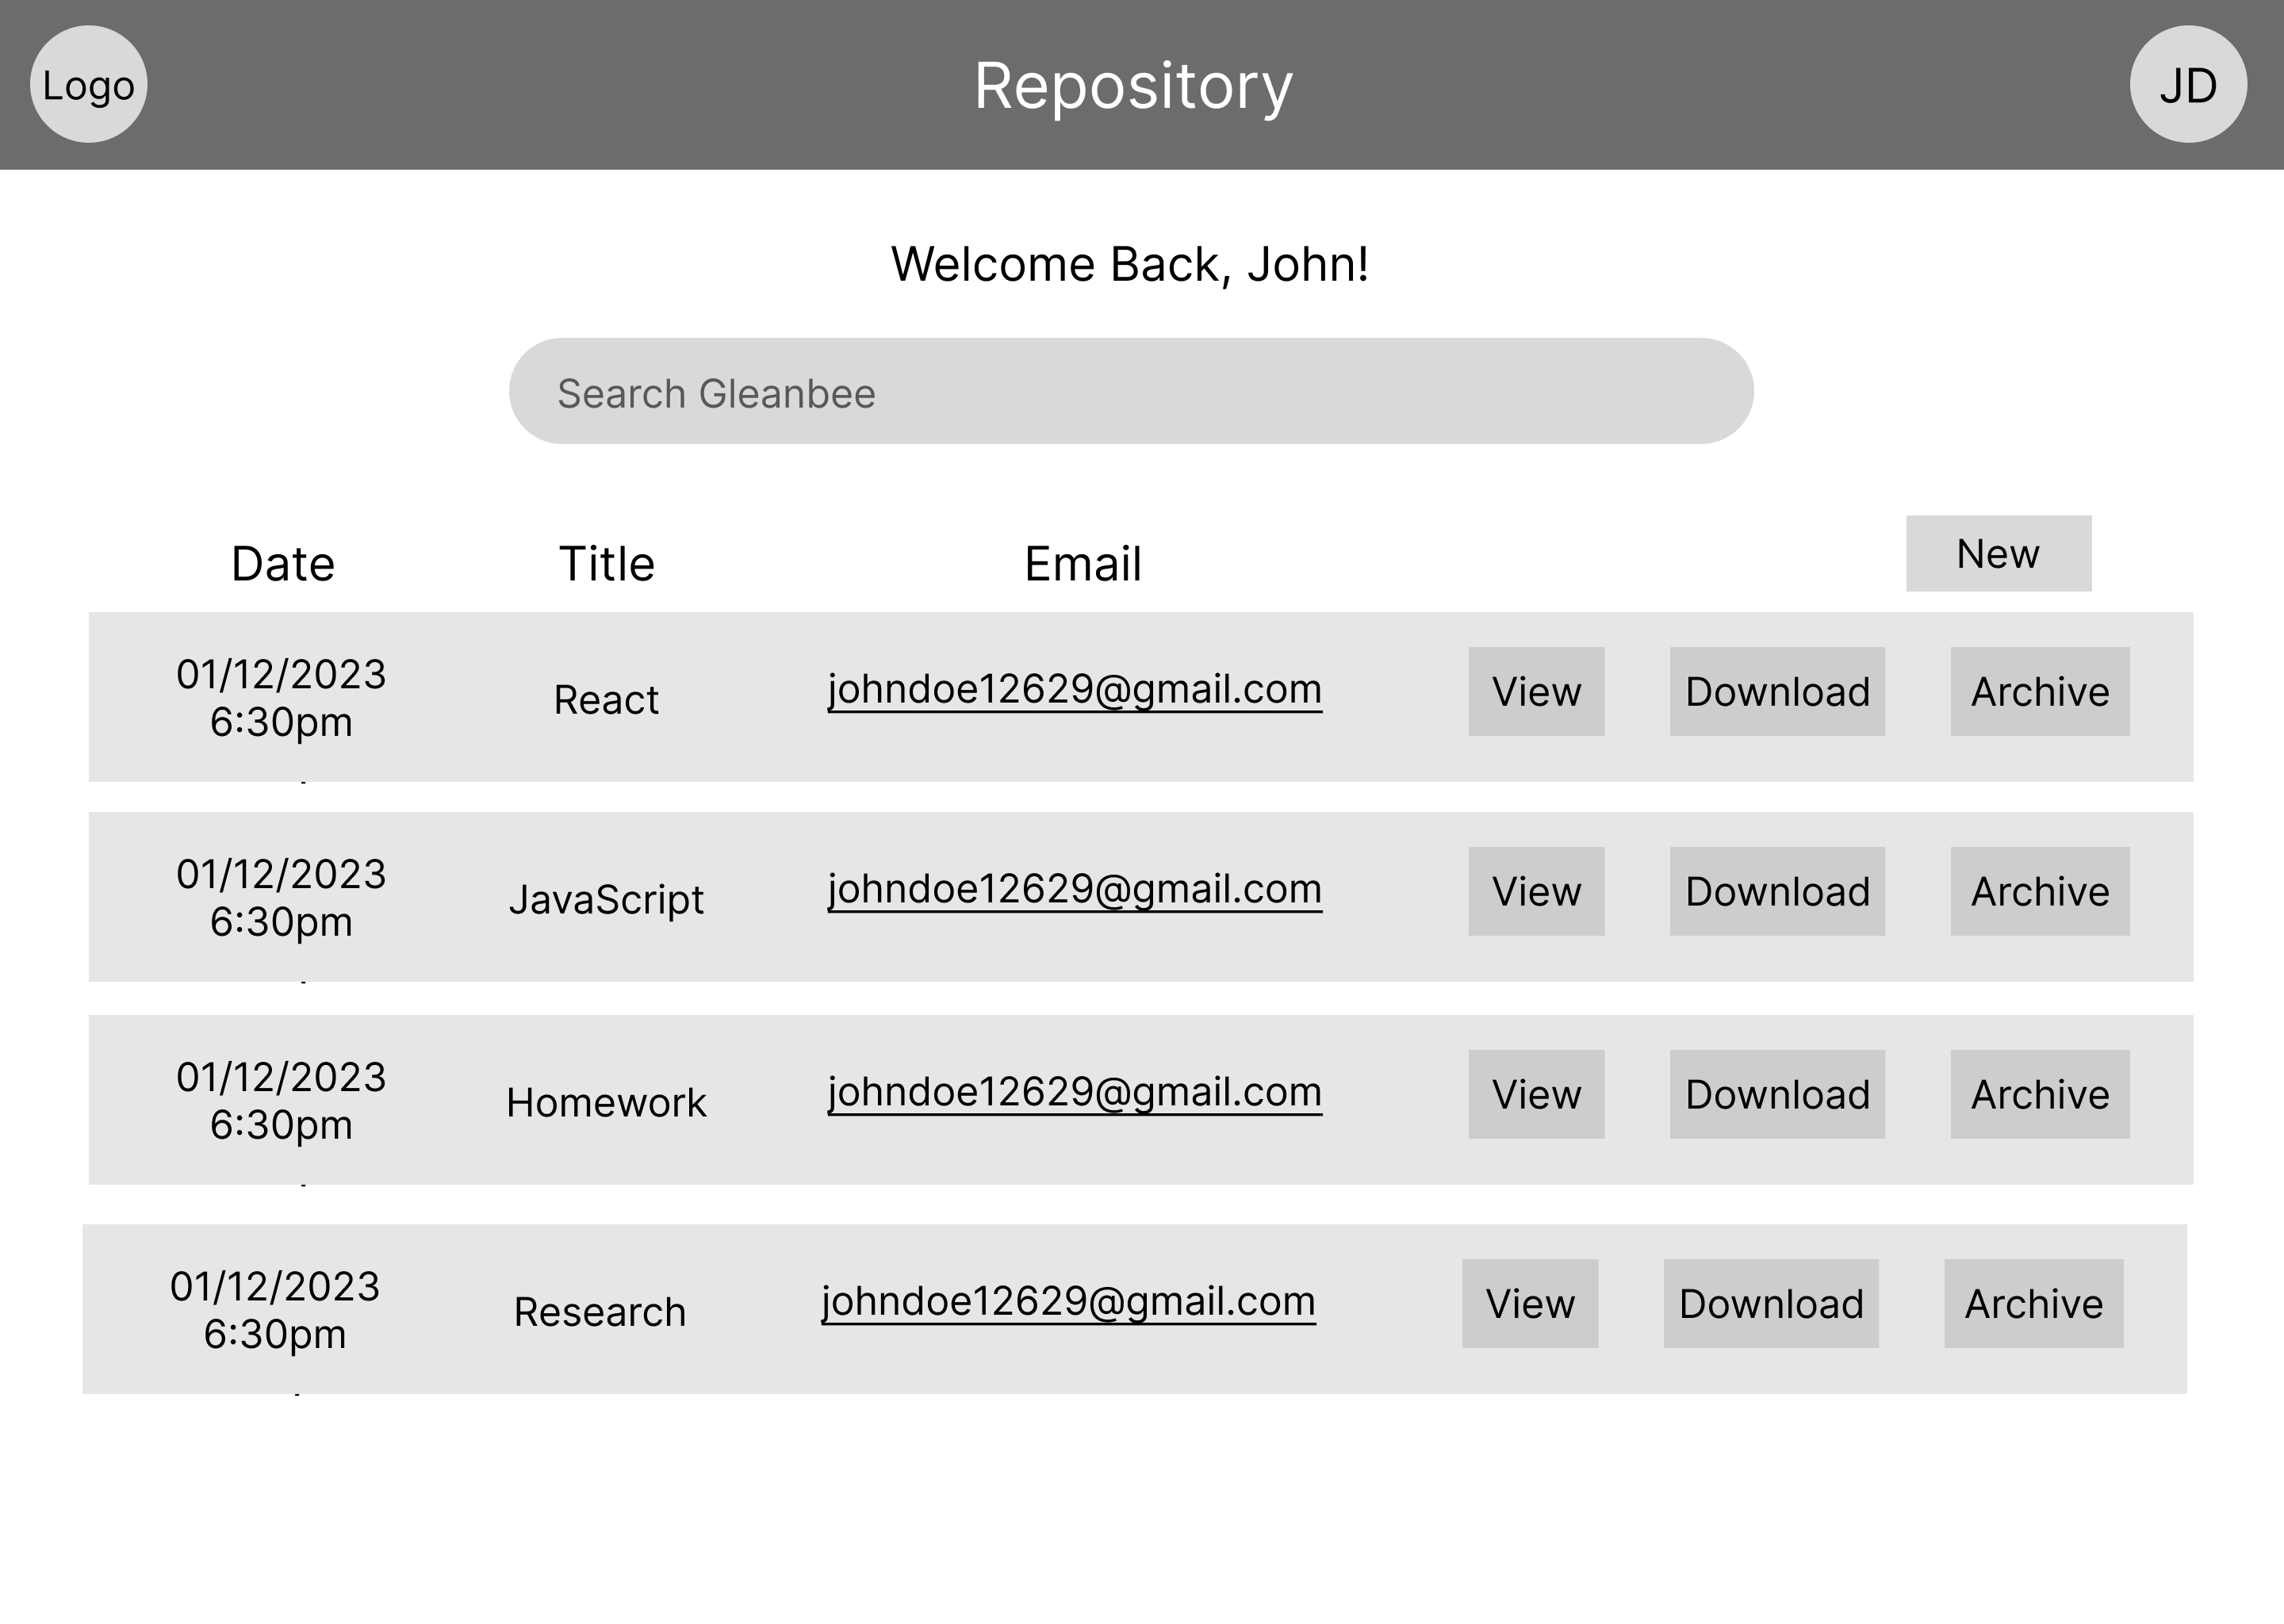 Logo
Repository
JD
Welcome Back, John!
Search Gleanbee
Date Title Email New
01/12/2023
6:30pm
React
johndoe12629@gmail.com
View Download Archive
01/12/2023
6:30pm
JavaScript
johndoe12629@gmail.com
View Download Archive
01/12/2023
6:30pm
Homework
johndoe12629@gmail.com
View Download Archive
01/12/2023
6:30pm
Research
johndoe12629@gmail.com
View Download Archive